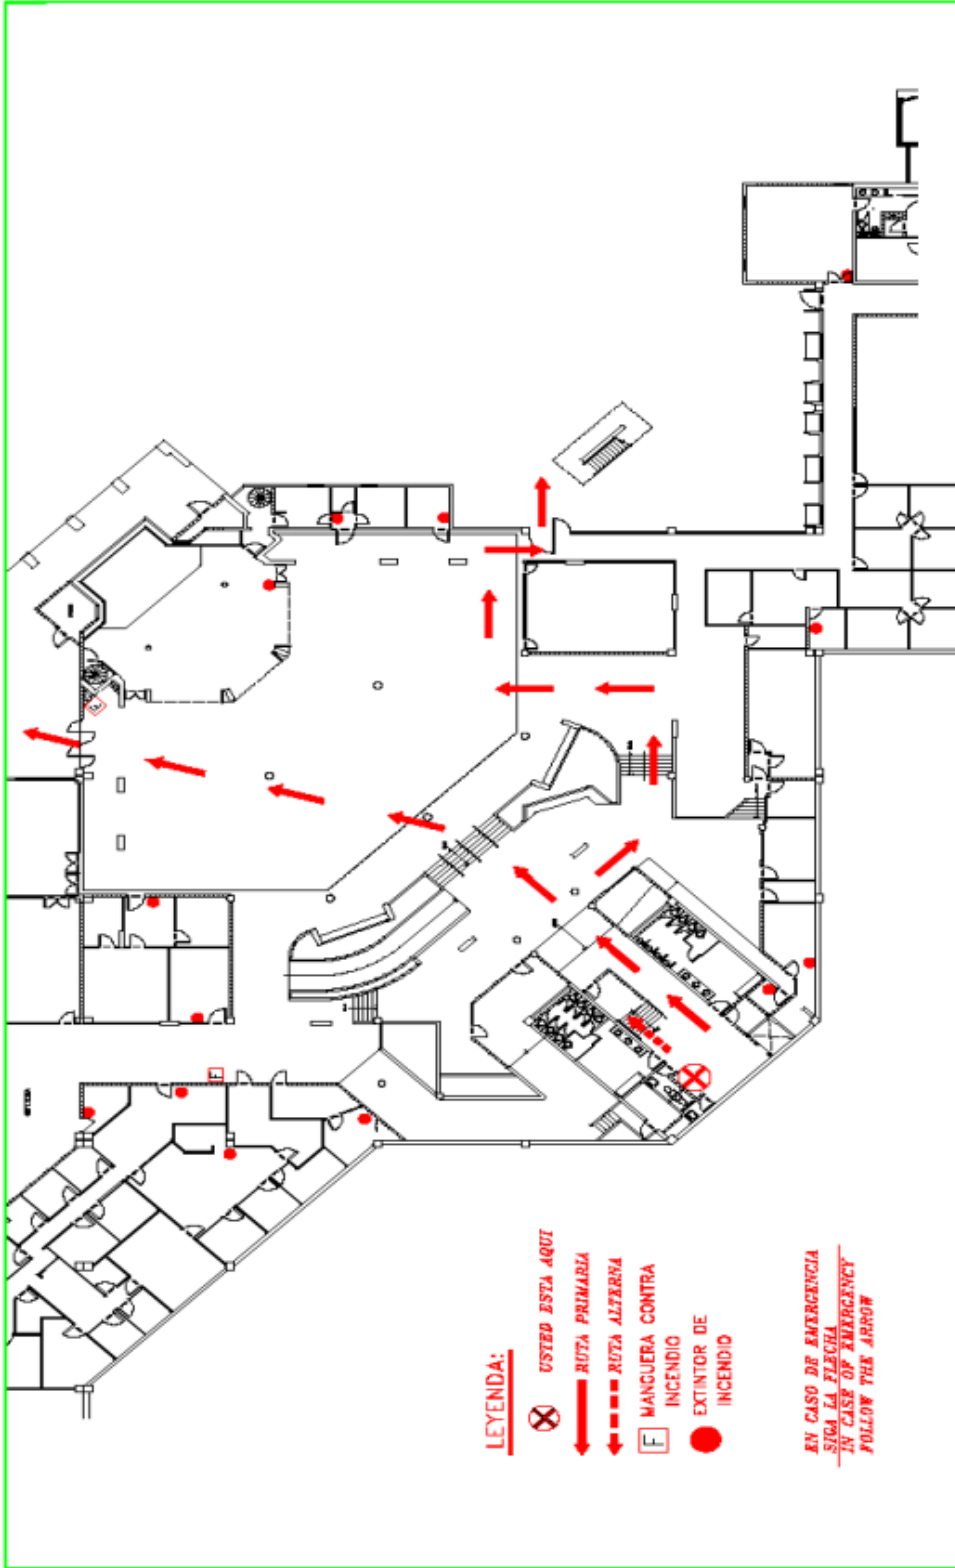 LEYENDA:
USTED ESTA AQUI
RUTA PRIMARIA
RUTA ALTERNA
F
MANGUERA CONTRA
INCENDIO
EXTINTOR DE
INCENDIO
EN CASO DE EMERGENCIA
SIGA LA FLECHA
IN CASE OF EMERGENCY
FOLLOW THE ARROW
F
F